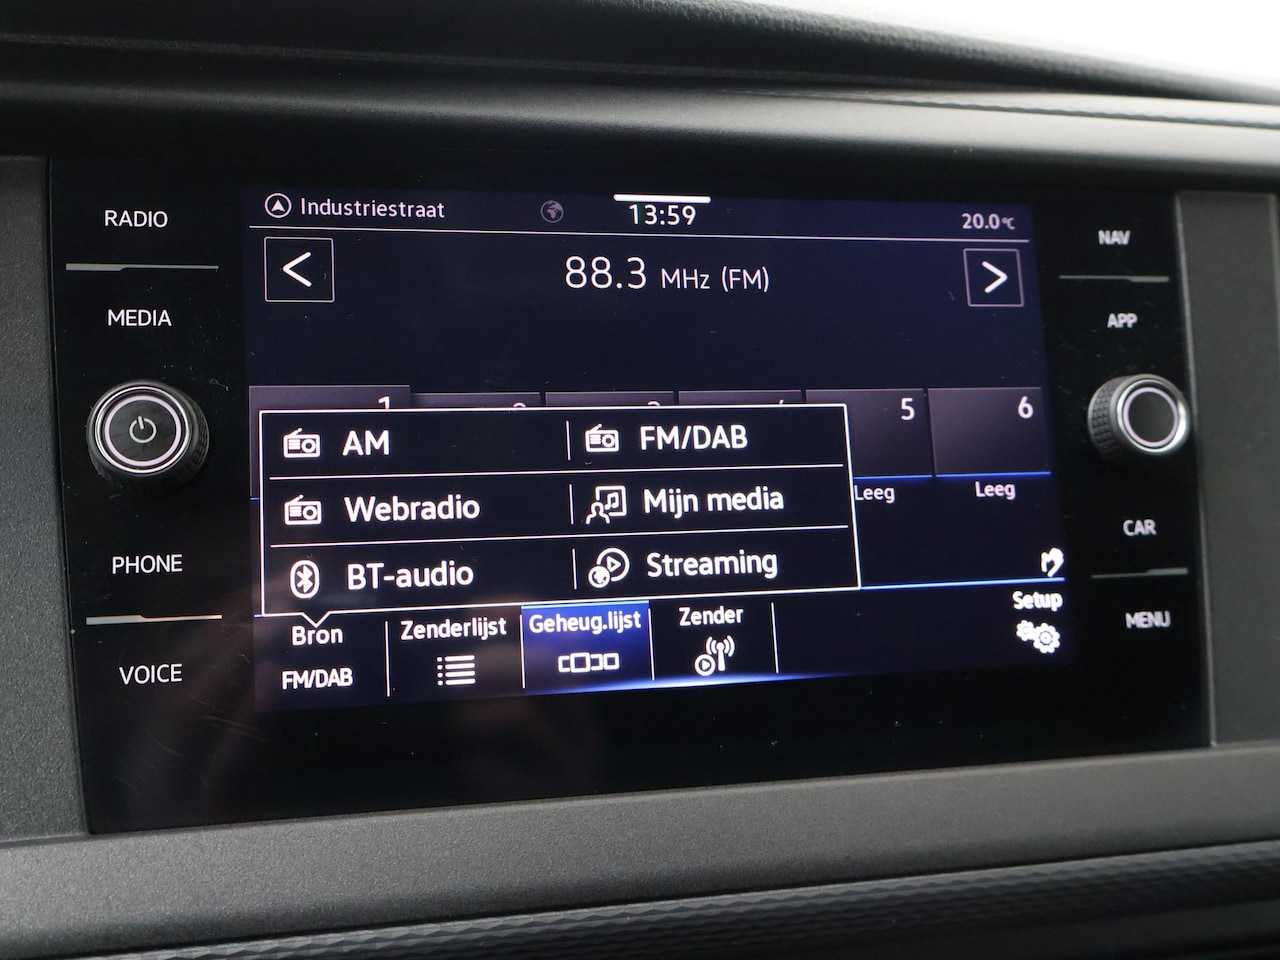 RADIO
MEDIA
PHONE
VOICE
Industriestraat
13:59
20.0°C
<
88.3 MHz (FM)
>
1
5
6
AM
FM/DAB
Webradio
Mijn media
BT-audio
Streaming
Leeg
Leeg
Bron
FM/DAB
Zenderlijst
Geheug.lijst
Zender
Setup
NAV
APP
CAR
MENU